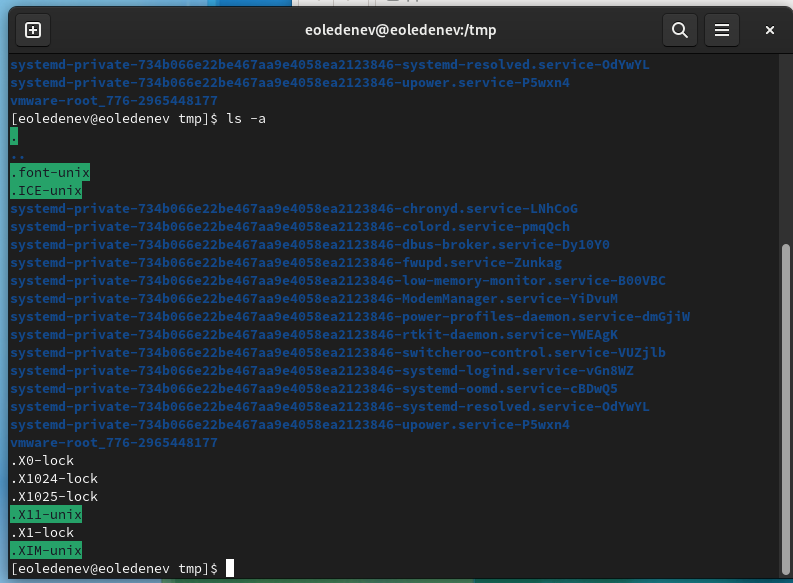 eoledenev@eoledenev:/tmp
systemd-private-734b066e22be467aa9e4058ea2123846-systemd-resolved.service-OdYwYL
systemd-private-734b066e22be467aa9e4058ea2123846-upower.service-P5wxn4
vmware-root_776-2965448177
[eoledenev@eoledenev tmp]$ ls -a
.
..
.font-unix
.ICE-unix
systemd-private-734b066e22be467aa9e4058ea2123846-chronyd.service-LNhCoG
systemd-private-734b066e22be467aa9e4058ea2123846-colord.service-pmqQch
systemd-private-734b066e22be467aa9e4058ea2123846-dbus-broker.service-Dy10Y0
systemd-private-734b066e22be467aa9e4058ea2123846-fwupd.service-Zunkag
systemd-private-734b066e22be467aa9e4058ea2123846-low-memory-monitor.service-B00VBC
systemd-private-734b066e22be467aa9e4058ea2123846-ModemManager.service-YiDvuM
systemd-private-734b066e22be467aa9e4058ea2123846-power-profiles-daemon.service-dmGjiW
systemd-private-734b066e22be467aa9e4058ea2123846-rtkit-daemon.service-YWEAgK
systemd-private-734b066e22be467aa9e4058ea2123846-switcheroo-control.service-VUZjlb
systemd-private-734b066e22be467aa9e4058ea2123846-systemd-logind.service-vGn8WZ
systemd-private-734b066e22be467aa9e4058ea2123846-systemd-oomd.service-cBDwQ5
systemd-private-734b066e22be467aa9e4058ea2123846-systemd-resolved.service-OdYwYL
systemd-private-734b066e22be467aa9e4058ea2123846-upower.service-P5wxn4
vmware-root_776-2965448177
.X0-lock
.X1024-lock
.X1025-lock
.X11-unix
.X1-lock
.XIM-unix
[eoledenev@eoledenev tmp]$